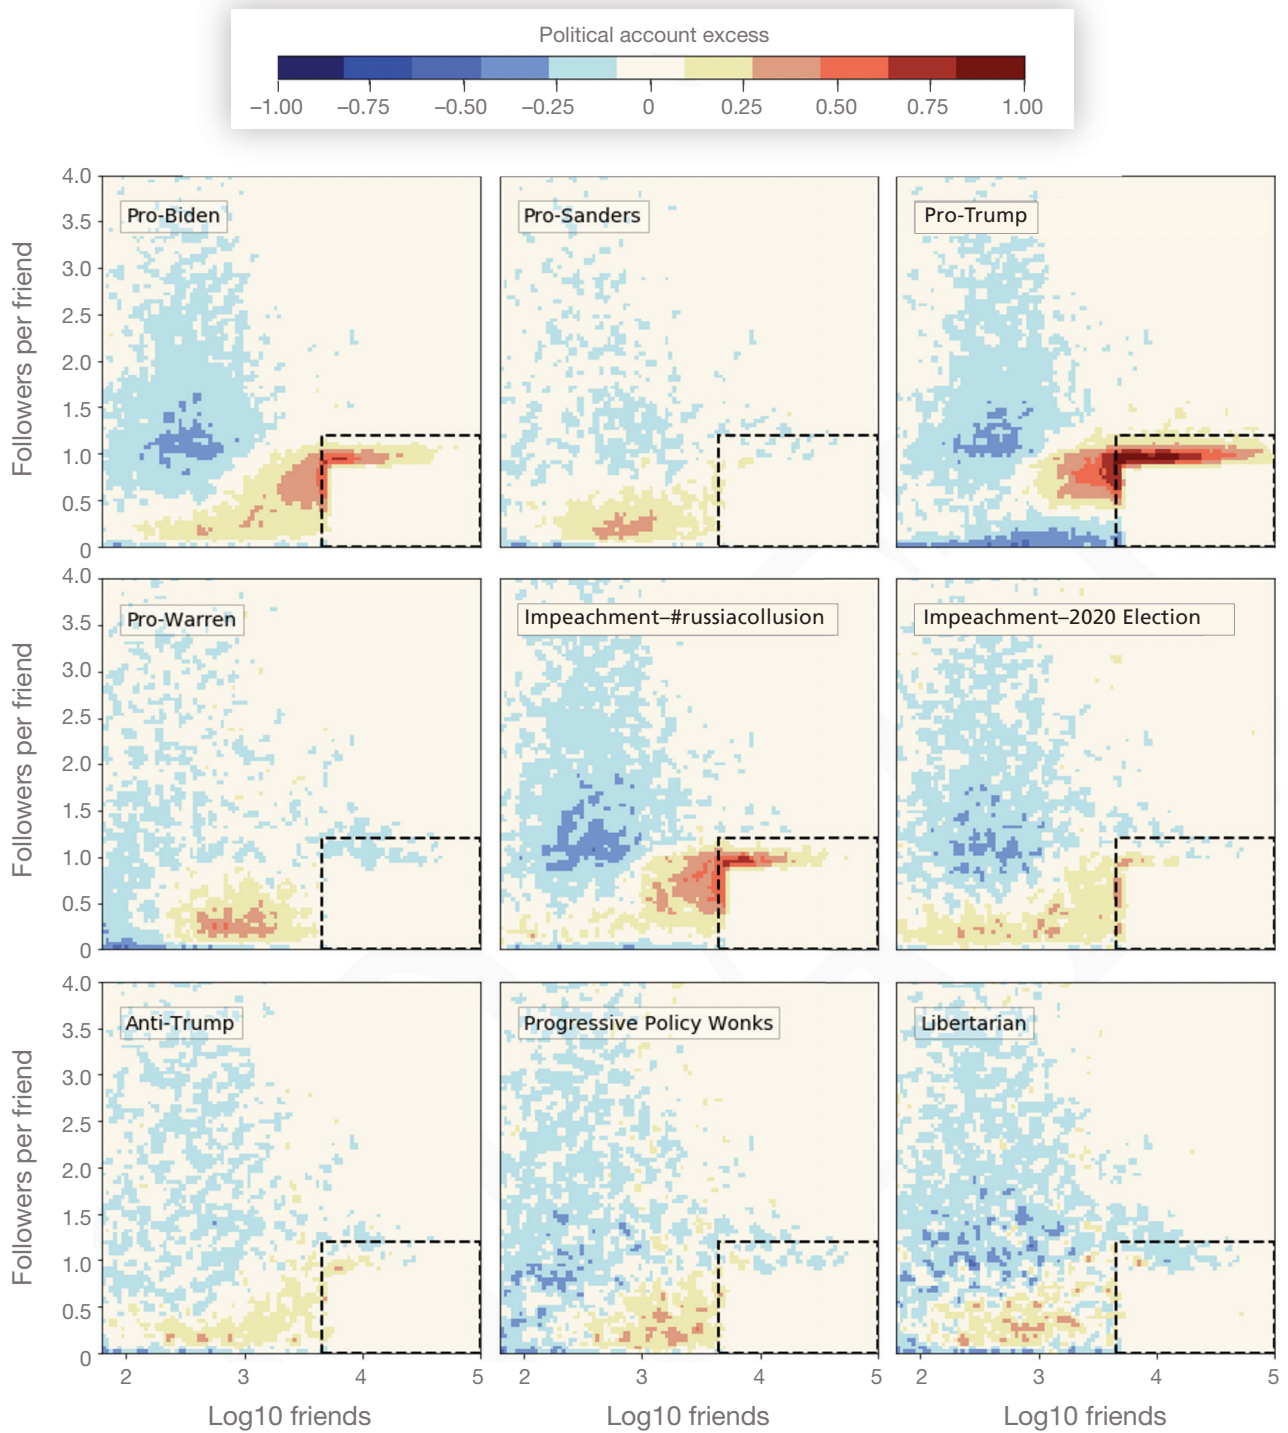 Political account excess
−1.00 −0.75 −0.50 −0.25 0 0.25 0.50 0.75 1.00
4.0
3.5
3.0
2.5
2.0
1.5
1.0
0.5
0
Followers per friend
Pro-Biden
Pro-Sanders
Pro-Trump
4.0
3.5
3.0
2.5
2.0
1.5
1.0
0.5
0
Followers per friend
Pro-Warren
Impeachment–#russiacollusion
Impeachment–2020 Election
4.0
3.5
3.0
2.5
2.0
1.5
1.0
0.5
0
Followers per friend
Anti-Trump
Progressive Policy Wonks
Libertarian
2 3 4 5 2 3 4 5 2 3 4 5
Log10 friends Log10 friends Log10 friends